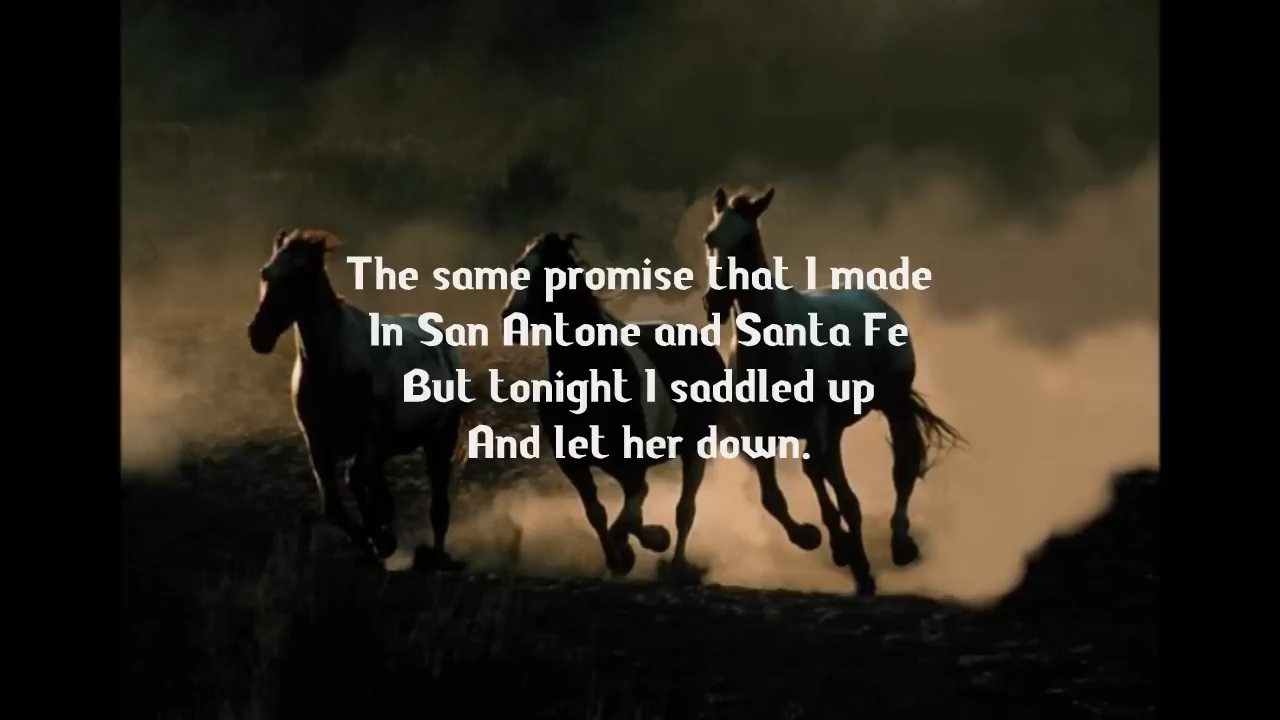 The same promise that I made
In San Antone and Santa Fe
But tonight I saddled up
And let her down.